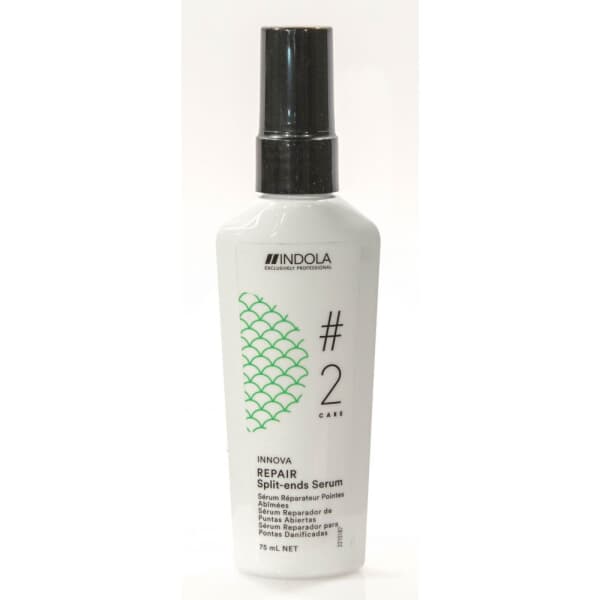 INDOLA
EXCLUSIVELY PROFESSIONAL
#
2
CARE
INNOVA
REPAIR
Split-ends Serum
Sérum Réparateur Pointes
Abîmées
Sérum Reparador de
Puntas Abiertas
Sérum Reparador para
Pontas Danificadas
75 mL NET